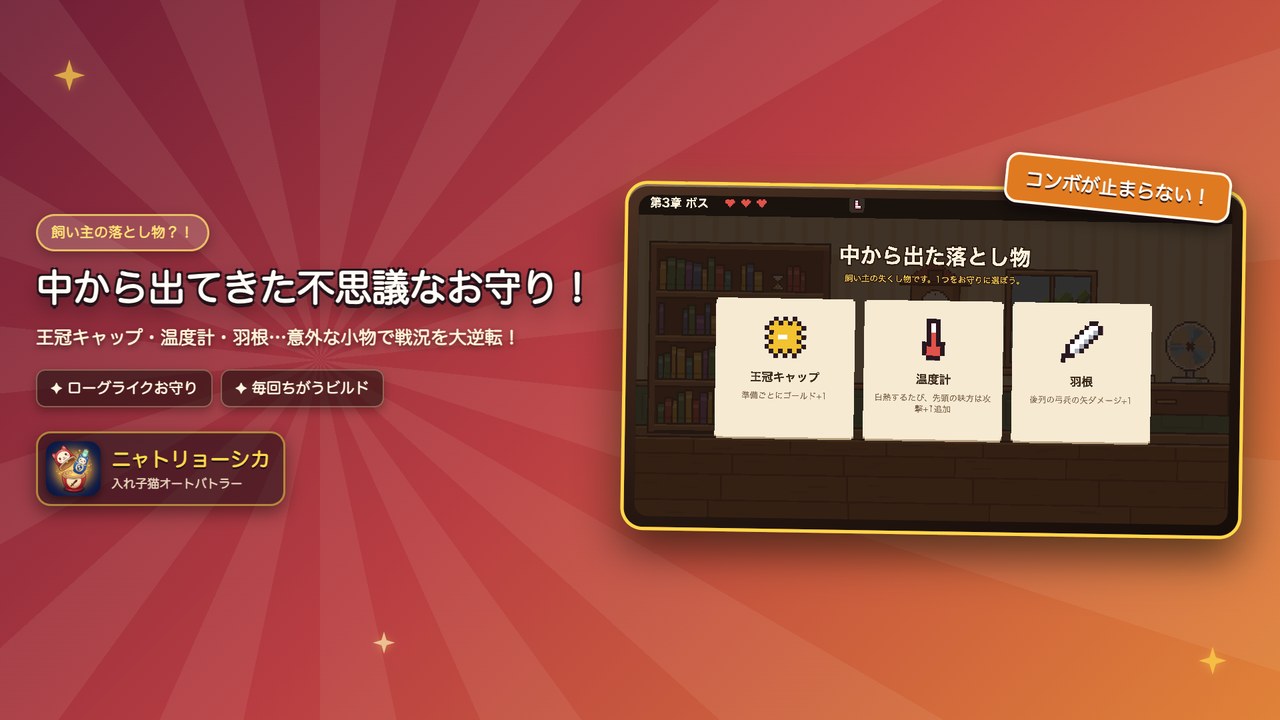 飼い主の落とし物？！
中から出てきた不思議なお守り！
王冠キャップ・温度計・羽根…意外な小物で戦況を大逆転！
✦ ローグライクお守り
✦ 毎回ちがうビルド
ニャトリョーシカ
入れ子猫オートバトラー
コンボが止まらない！
第3章 ボス
L
中から出た落とし物
飼い主の失くし物です。1つをお守りに選ぼう。
王冠キャップ
準備ごとにゴールド+1
温度計
白熱するたび、先頭の味方は攻
撃+1追加
羽根
後列の弓兵の矢ダメージ+1